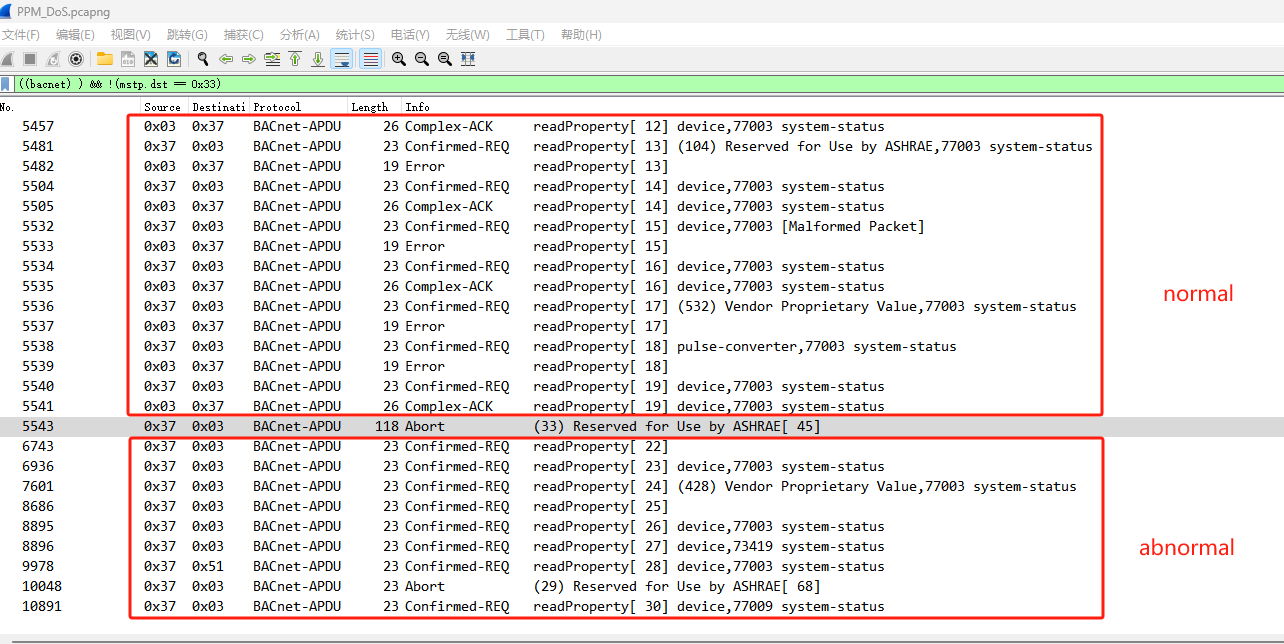 PPM_DoS.pcapng
文件(F) 编辑(E) 视图(V) 跳转(G) 捕获(C) 分析(A) 统计(S) 电话(Y) 无线(W) 工具(T) 帮助(H)
((bacnet) ) && !(mstp.dst == 0x33)
No. Source Destinati Protocol Length Info
5457 0x03 0x37 BACnet-APDU 26 Complex-ACK readProperty[ 12] device,77003 system-status
5481 0x37 0x03 BACnet-APDU 23 Confirmed-REQ readProperty[ 13] (104) Reserved for Use by ASHRAE,77003 system-status
5482 0x03 0x37 BACnet-APDU 19 Error readProperty[ 13]
5504 0x37 0x03 BACnet-APDU 23 Confirmed-REQ readProperty[ 14] device,77003 system-status
5505 0x03 0x37 BACnet-APDU 26 Complex-ACK readProperty[ 14] device,77003 system-status
5532 0x37 0x03 BACnet-APDU 23 Confirmed-REQ readProperty[ 15] device,77003 [Malformed Packet]
5533 0x03 0x37 BACnet-APDU 19 Error readProperty[ 15]
5534 0x37 0x03 BACnet-APDU 23 Confirmed-REQ readProperty[ 16] device,77003 system-status
5535 0x03 0x37 BACnet-APDU 26 Complex-ACK readProperty[ 16] device,77003 system-status
5536 0x37 0x03 BACnet-APDU 23 Confirmed-REQ readProperty[ 17] (532) Vendor Proprietary Value,77003 system-status
normal
5537 0x03 0x37 BACnet-APDU 19 Error readProperty[ 17]
5538 0x37 0x03 BACnet-APDU 23 Confirmed-REQ readProperty[ 18] pulse-converter,77003 system-status
5539 0x03 0x37 BACnet-APDU 19 Error readProperty[ 18]
5540 0x37 0x03 BACnet-APDU 23 Confirmed-REQ readProperty[ 19] device,77003 system-status
5541 0x03 0x37 BACnet-APDU 26 Complex-ACK readProperty[ 19] device,77003 system-status
5543 0x37 0x03 BACnet-APDU 118 Abort (33) Reserved for Use by ASHRAE[ 45]
6743 0x37 0x03 BACnet-APDU 23 Confirmed-REQ readProperty[ 22]
6936 0x37 0x03 BACnet-APDU 23 Confirmed-REQ readProperty[ 23] device,77003 system-status
7601 0x37 0x03 BACnet-APDU 23 Confirmed-REQ readProperty[ 24] (428) Vendor Proprietary Value,77003 system-status
8686 0x37 0x03 BACnet-APDU 23 Confirmed-REQ readProperty[ 25]
8895 0x37 0x03 BACnet-APDU 23 Confirmed-REQ readProperty[ 26] device,77003 system-status
8896 0x37 0x03 BACnet-APDU 23 Confirmed-REQ readProperty[ 27] device,73419 system-status
abnormal
9978 0x37 0x51 BACnet-APDU 23 Confirmed-REQ readProperty[ 28] device,77003 system-status
10048 0x37 0x03 BACnet-APDU 23 Abort (29) Reserved for Use by ASHRAE[ 68]
10891 0x37 0x03 BACnet-APDU 23 Confirmed-REQ readProperty[ 30] device,77009 system-status